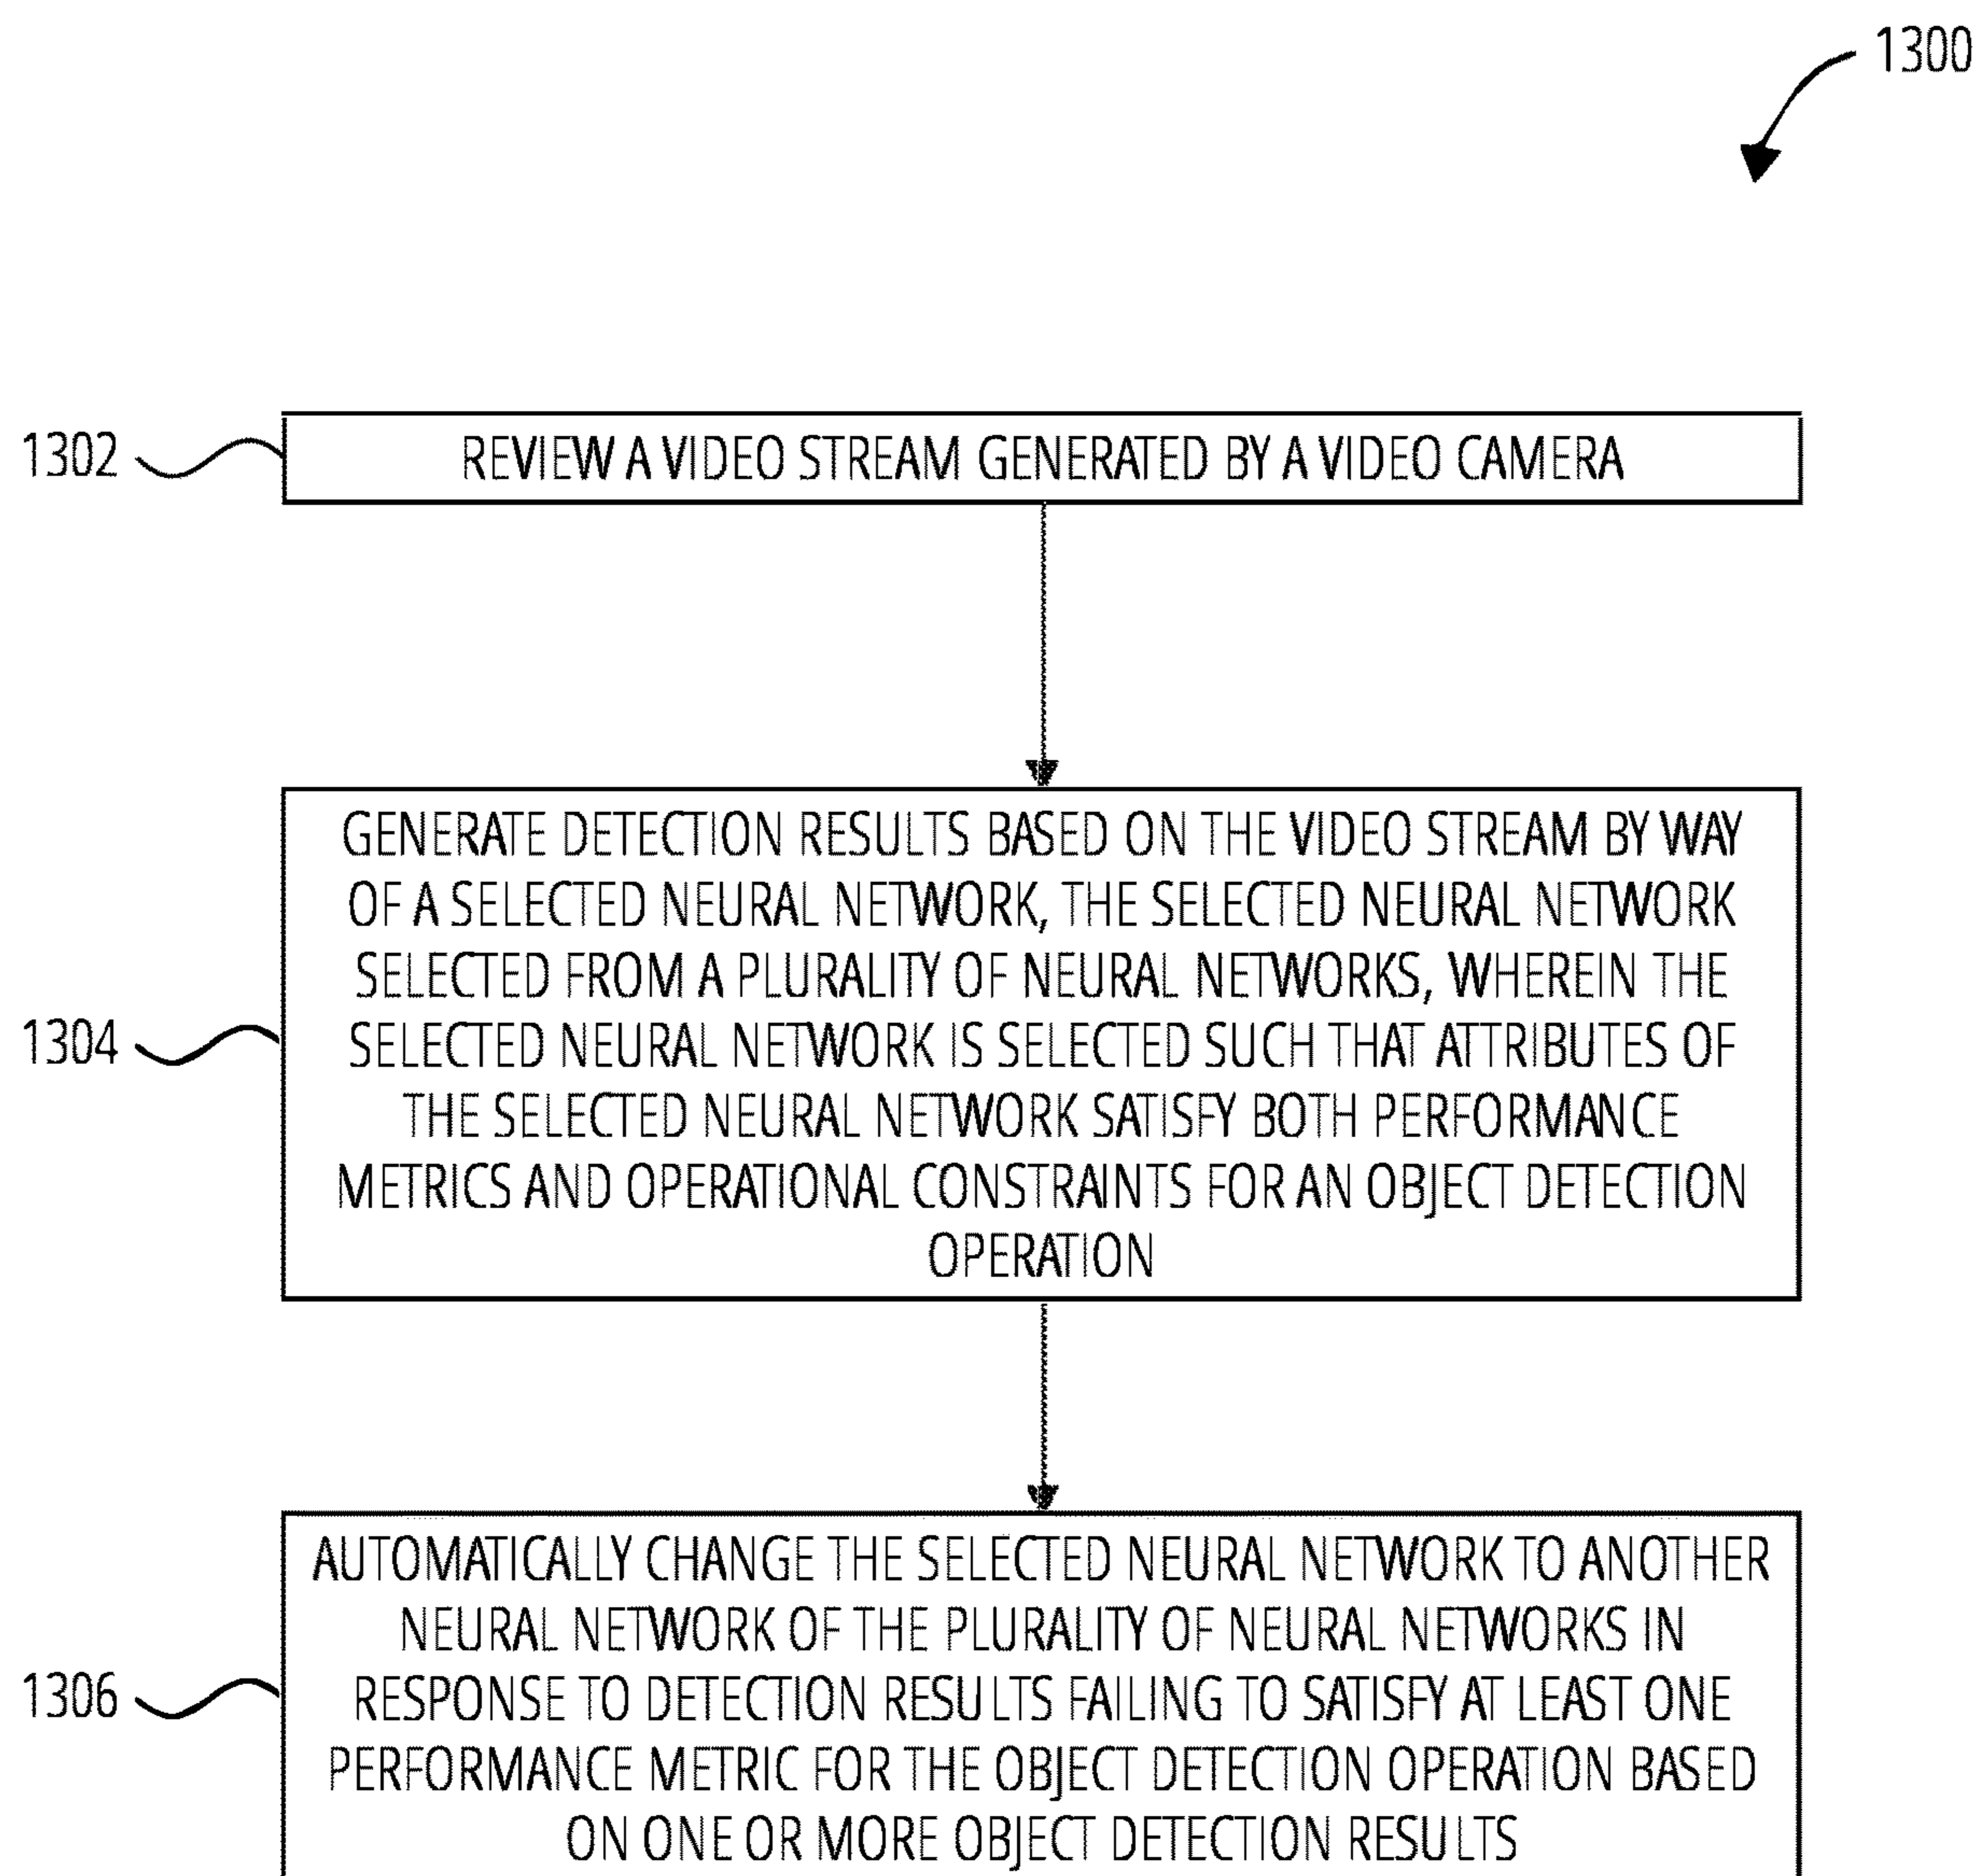 1300
1302
REVIEW A VIDEO STREAM GENERATED BY A VIDEO CAMERA
GENERATE DETECTION RESULTS BASED ON THE VIDEO STREAM BY WAY
OF A SELECTED NEURAL NETWORK, THE SELECTED NEURAL NETWORK
SELECTED FROM A PLURALITY OF NEURAL NETWORKS, WHEREIN THE
1304
SELECTED NEURAL NETWORK IS SELECTED SUCH THAT ATTRIBUTES OF
THE SELECTED NEURAL NETWORK SATISFY BOTH PERFORMANCE
METRICS AND OPERATIONAL CONSTRAINTS FOR AN OBJECT DETECTION
OPERATION
AUTOMATICALLY CHANGE THE SELECTED NEURAL NETWORK TO ANOTHER
NEURAL NETWORK OF THE PLURALITY OF NEURAL NETWORKS IN
1306
RESPONSE TO DETECTION RESULTS FAILING TO SATISFY AT LEAST ONE
PERFORMANCE METRIC FOR THE OBJECT DETECTION OPERATION BASED
ON ONE OR MORE OBJECT DETECTION RESULTS